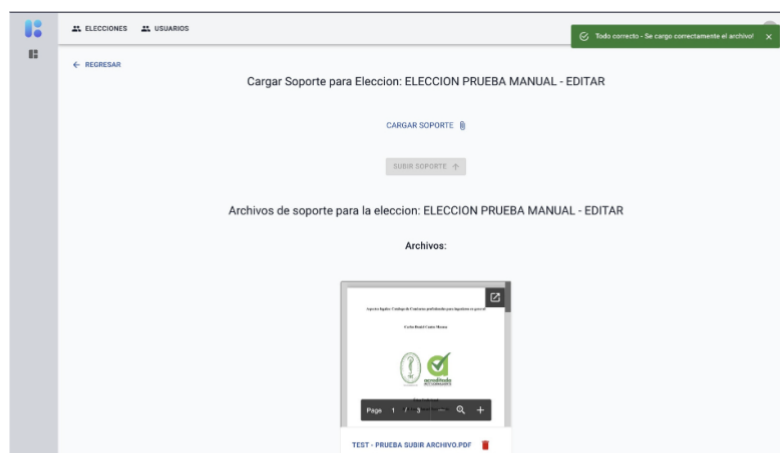 ELECCIONES USUARIOS
Todo correcto - Se cargo correctamente el archivo!
REGRESAR
Cargar Soporte para Eleccion: ELECCION PRUEBA MANUAL - EDITAR
CARGAR SOPORTE
SUBIR SOPORTE
Archivos de soporte para la eleccion: ELECCION PRUEBA MANUAL - EDITAR
Archivos:
acreditada
Page 1 / 3
TEST - PRUEBA SUBIR ARCHIVO.PDF